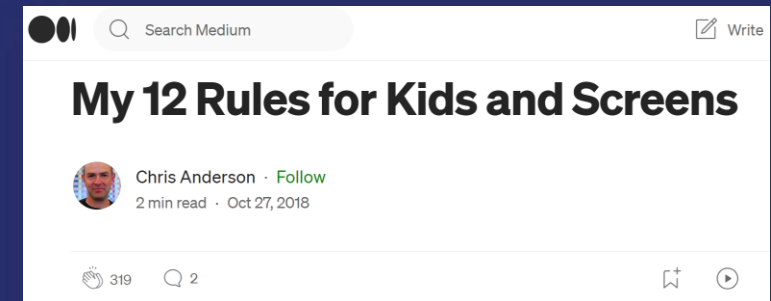 Search Medium
Write
My 12 Rules for Kids and Screens
Chris Anderson · Follow
2 min read · Oct 27, 2018
319
2